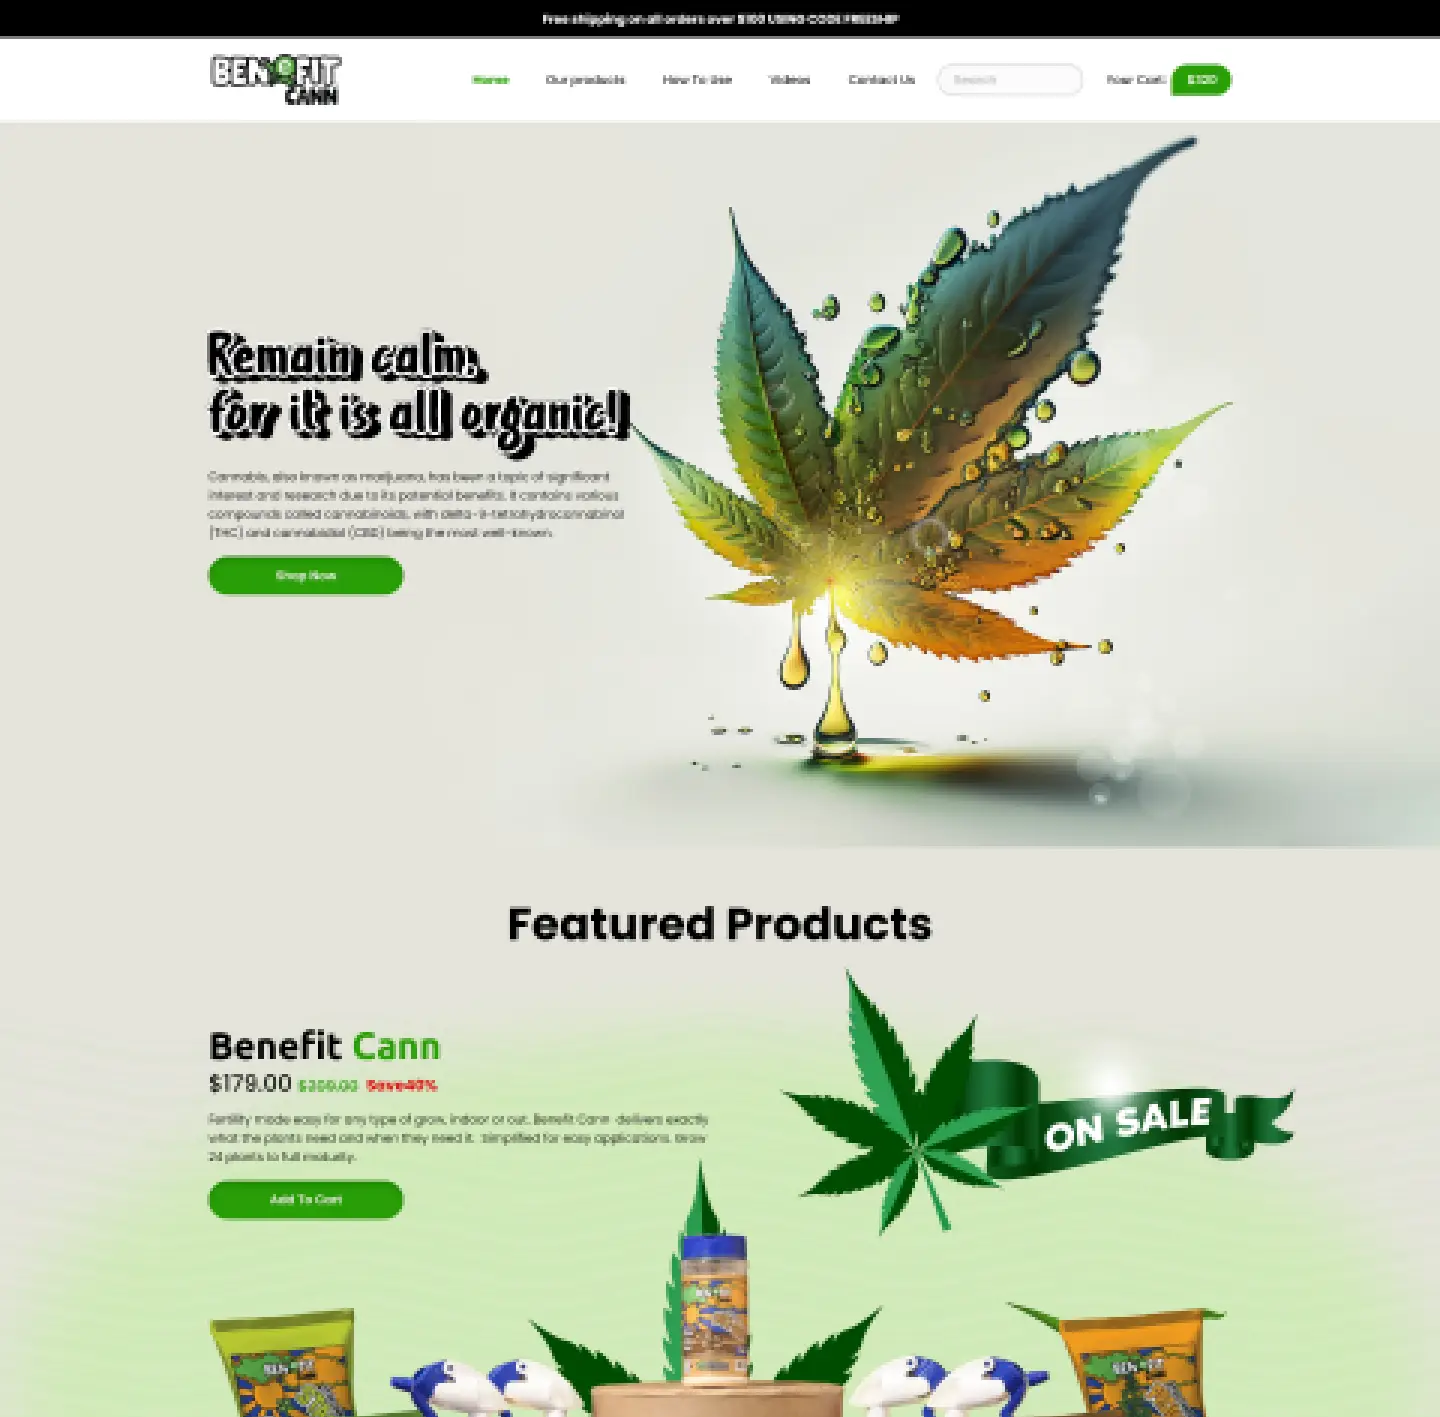 Free shipping on all orders over $100 USING CODE FREESHIP
BENEFIT
CANN
Home
Our products
How To Use
Videos
Contact Us
Search
Your Cart:
Remain calm,
for it is all organic!
Cannabis, also known as marijuana, has been a topic of significant
interest and research due to its potential benefits. It contains various
compounds called cannabinoids, with delta-9-tetrahydrocannabinol
(THC) and cannabidiol (CBD) being the most well-known.
Shop Now
Featured Products
Benefit Cann
$179.00 Save40%
Fertility made easy for any type of grow, indoor or out. Benefit Cann delivers exactly
what the plants need and when they need it. Simplified for easy applications. Grow
24 plants to full maturity.
Add To Cart
ON SALE